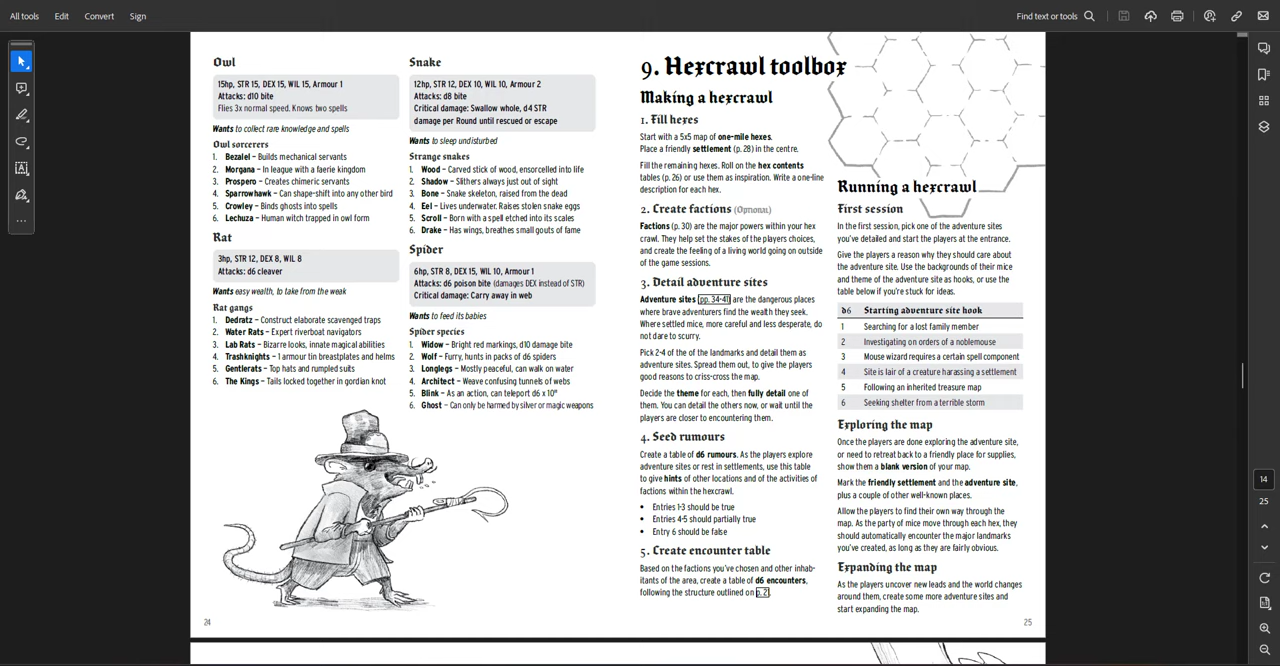 All tools
Edit
Convert
Sign
Find text or tools
Owl
15hp, STR 15, DEX 15, WIL 15, Armour 1
Attacks: d10 bite
Flies 3x normal speed. Knows two spells
Wants to collect rare knowledge and spells
Owl sorcerers
1. Bezalel – Builds mechanical servants
2. Morgana – In league with a faerie kingdom
3. Prospero – Creates chimeric servants
4. Sparrowhawk – Can shape-shift into any other bird
5. Crowley – Binds ghosts into spells
6. Lechuza – Human witch trapped in owl form
Rat
3hp, STR 12, DEX 8, WIL 8
Attacks: d6 cleaver
Wants easy wealth, to take from the weak
Rat gangs
1. Dedratz – Construct elaborate scavenged traps
2. Water Rats – Expert riverboat navigators
3. Lab Rats – Bizarre looks, innate magical abilities
4. Trashknights – 1 armour tin breastplates and helms
5. Gentlerats – Top hats and rumpled suits
6. The Kings – Tails locked together in gordian knot
24
Snake
12hp, STR 12, DEX 10, WIL 10, Armour 2
Attacks: d8 bite
Critical damage: Swallow whole, d4 STR
damage per Round until rescued or escape
Wants to sleep undisturbed
Strange snakes
1. Wood – Carved stick of wood, ensorcelled into life
2. Shadow – Slithers always just out of sight
3. Bone – Snake skeleton, raised from the dead
4. Eel – Lives underwater. Raises stolen snake eggs
5. Scroll – Born with a spell etched into its scales
6. Drake – Has wings, breathes small gouts of fame
Spider
6hp, STR 8, DEX 15, WIL 10, Armour 1
Attacks: d6 poison bite (damages DEX instead of STR)
Critical damage: Carry away in web
Wants to feed its babies
Spider species
1. Widow – Bright red markings, d10 damage bite
2. Wolf – Furry, hunts in packs of d6 spiders
3. Longlegs – Mostly peaceful, can walk on water
4. Architect – Weave confusing tunnels of webs
5. Blink – As an action, can teleport d6 x 10ft
6. Ghost – Can only be harmed by silver or magic weapons
9. Hexcrawl toolbox
Making a hexcrawl
1. Fill hexes
Start with a 5x5 map of one-mile hexes.
Place a friendly settlement (p. 28) in the centre.
Fill the remaining hexes. Roll on the hex contents
tables (p. 26) or use them as inspiration. Write a one-line
description for each hex.
2. Create factions (Optional)
Factions (p. 30) are the major powers within your hex
crawl. They help set the stakes of the players choices,
and create the feeling of a living world going on outside
of the game sessions.
3. Detail adventure sites
Adventure sites (pp. 34-41) are the dangerous places
where brave adventurers find the wealth they seek.
Where settled mice, more careful and less desperate, do
not dare to scurry.
Pick 2-4 of the of the landmarks and detail them as
adventure sites. Spread them out, to give the players
good reasons to criss-cross the map.
Decide the theme for each, then fully detail one of
them. You can detail the others now, or wait until the
players are closer to encountering them.
4. Seed rumours
Create a table of d6 rumours. As the players explore
adventure sites or rest in settlements, use this table
to give hints of other locations and of the activities of
factions within the hexcrawl.
• Entries 1-3 should be true
• Entries 4-5 should partially true
• Entry 6 should be false
5. Create encounter table
Based on the factions you've chosen and other inhab-
itants of the area, create a table of d6 encounters,
following the structure outlined on p. 21.
Running a hexcrawl
First session
In the first session, pick one of the adventure sites
you've detailed and start the players at the entrance.
Give the players a reason why they should care about
the adventure site. Use the backgrounds of their mice
and theme of the adventure site as hooks, or use the
table below if you're stuck for ideas.
d6 Starting adventure site hook
1 Searching for a lost family member
2 Investigating on orders of a noblemouse
3 Mouse wizard requires a certain spell component
4 Site is lair of a creature harassing a settlement
5 Following an inherited treasure map
6 Seeking shelter from a terrible storm
Exploring the map
Once the players are done exploring the adventure site,
or need to retreat back to a friendly place for supplies,
show them a blank version of your map.
Mark the friendly settlement and the adventure site,
plus a couple of other well-known places.
Allow the players to find their own way through the
map. As the party of mice move through each hex, they
should automatically encounter the major landmarks
you've created, as long as they are fairly obvious.
Expanding the map
As the players uncover new leads and the world changes
around them, create some more adventure sites and
start expanding the map.
25
14
25